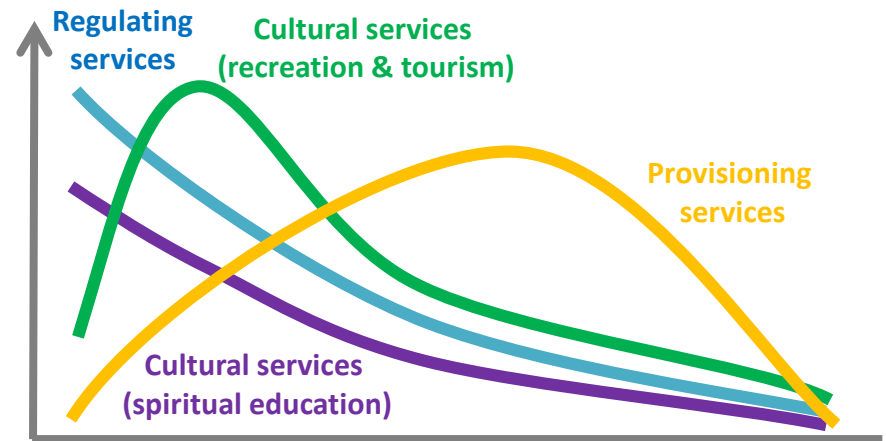 Regulating
services
Cultural services
(recreation & tourism)
Provisioning
services
Cultural services
(spiritual education)